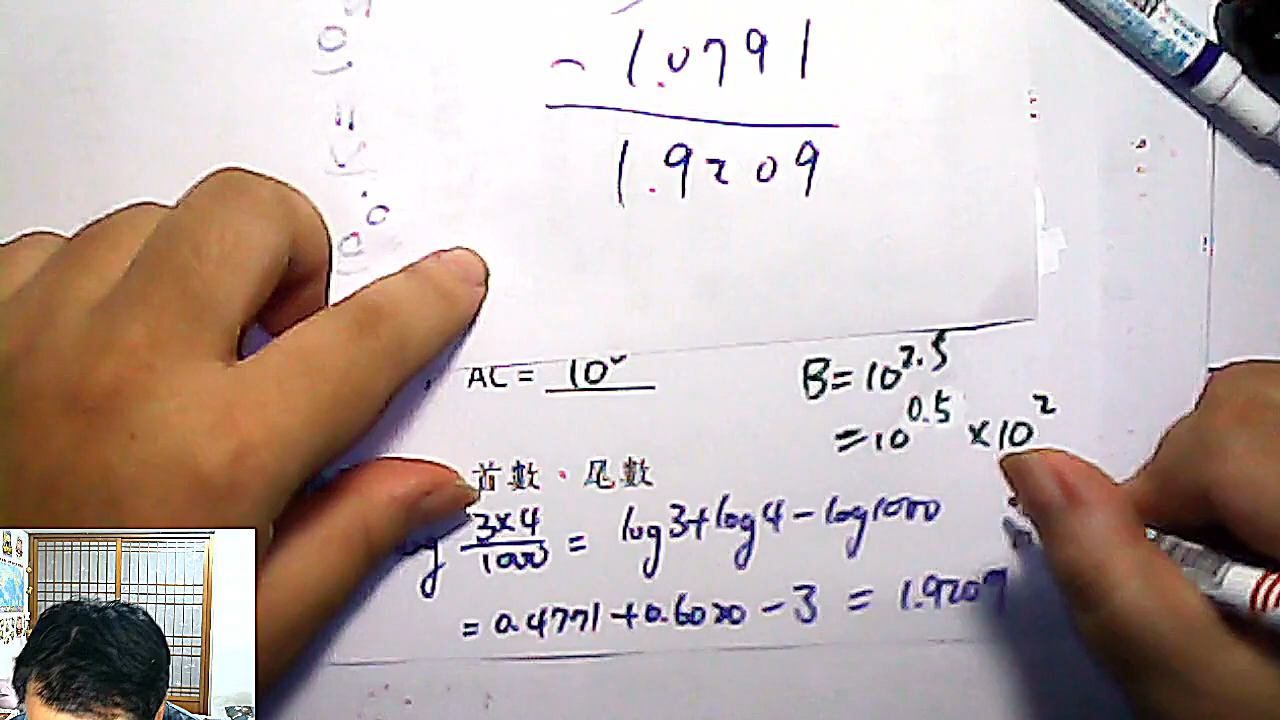 - 1.0791
1.9209
AC = 10
B = 10^2.5
= 10^0.5 × 10^2
首數·尾數
3×4/1000 = log3+log4-log1000
= 0.4771+0.6020-3 = 1.9209